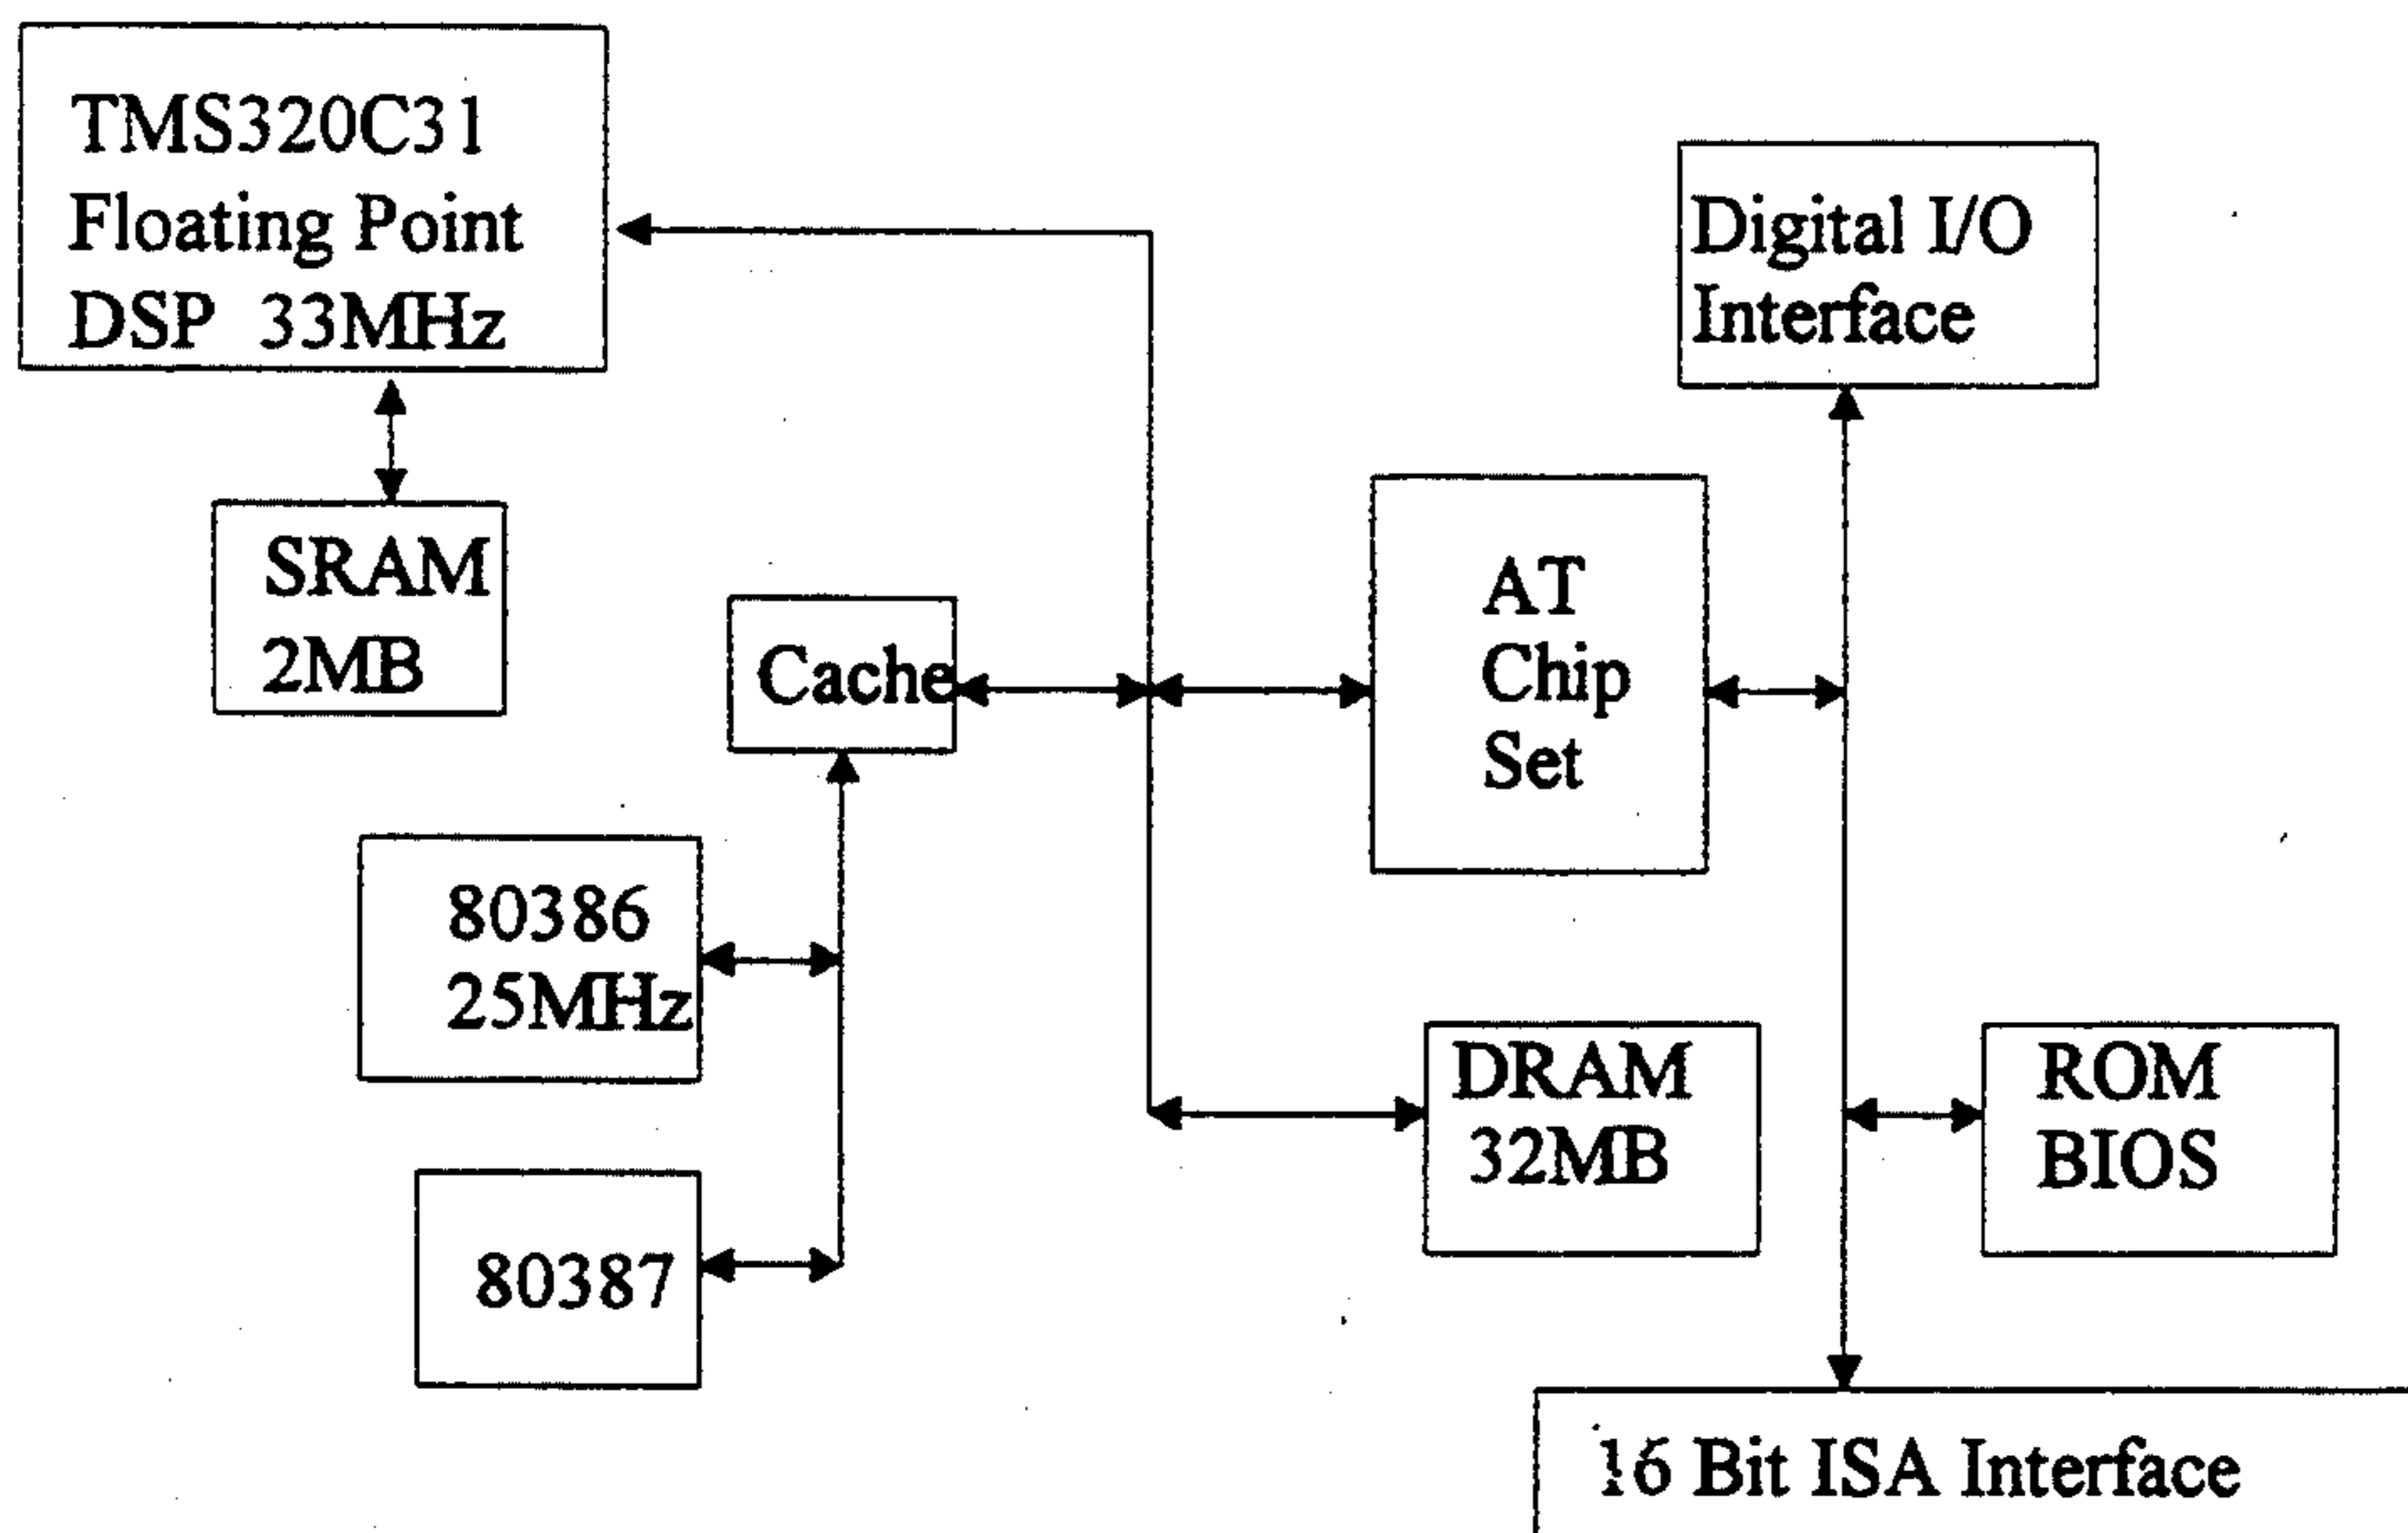 TMS320C31
Floating Point
DSP 33MHz
Digital I/O
Interface
SRAM
2MB
Cache
AT
Chip
Set
80386
25MHz
DRAM
32MB
ROM
BIOS
80387
16 Bit ISA Interface